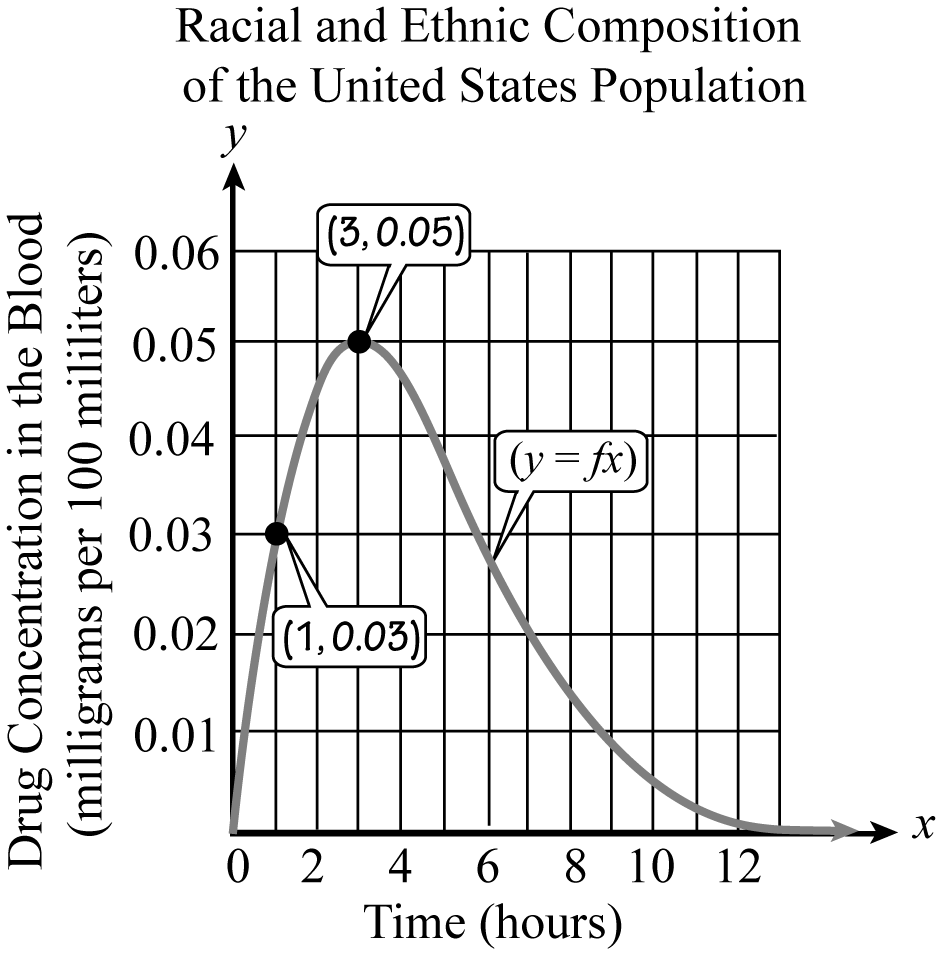 Racial and Ethnic Composition
of the United States Population
y
Drug Concentration in the Blood
(milligrams per 100 mililiters)
0.06
0.05
0.04
0.03
0.02
0.01
(3, 0.05)
(y = fx)
(1, 0.03)
x
0 2 4 6 8 10 12
Time (hours)